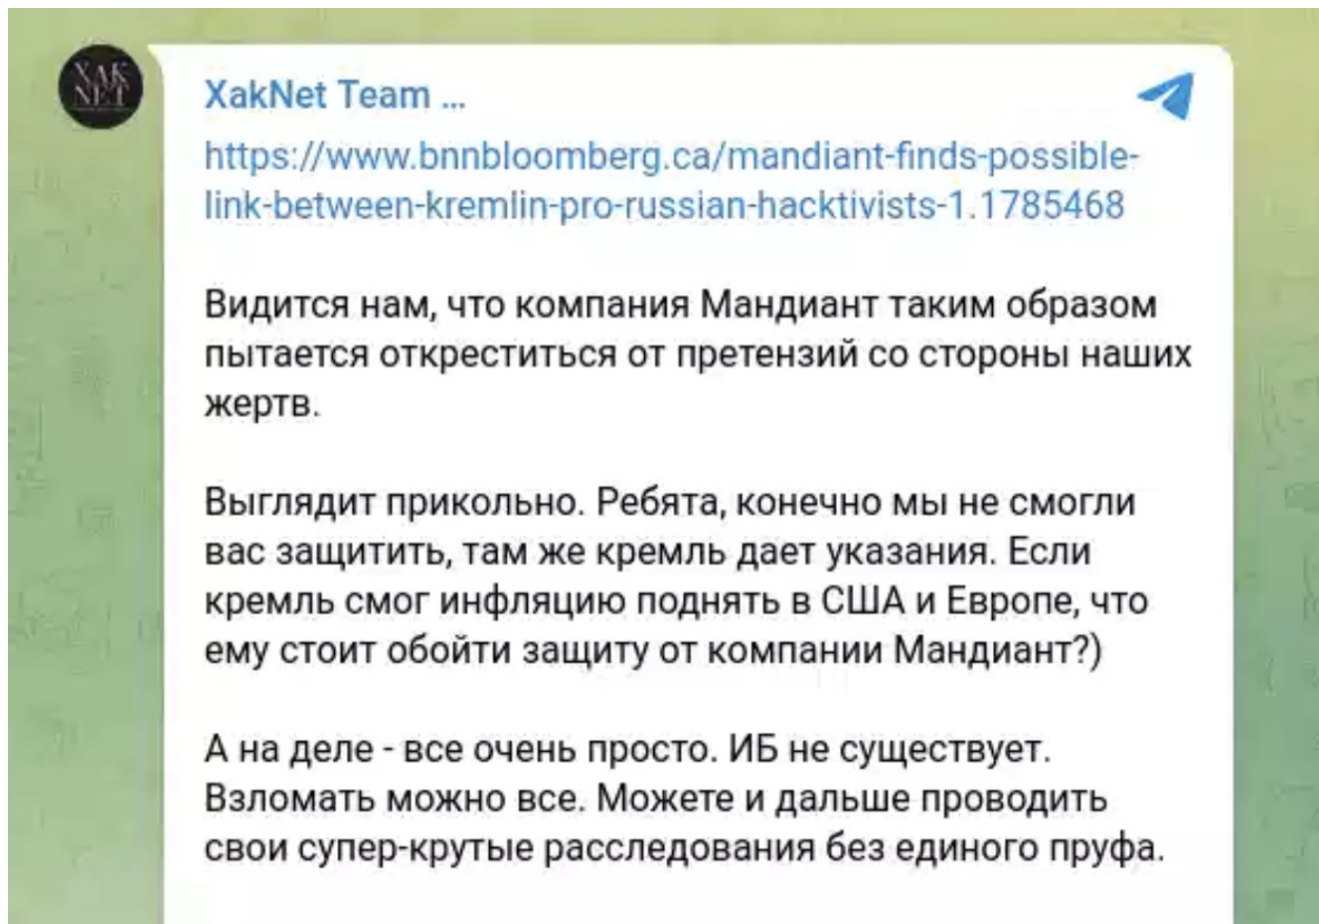 XAK
NET
XakNet Team ...
https://www.bnnbloomberg.ca/mandiant-finds-possible-
link-between-kremlin-pro-russian-hacktivists-1.1785468
Видится нам, что компания Мандиант таким образом
пытается откреститься от претензий со стороны наших
жертв.
Выглядит прикольно. Ребята, конечно мы не смогли
вас защитить, там же кремль дает указания. Если
кремль смог инфляцию поднять в США и Европе, что
ему стоит обойти защиту от компании Мандиант?)
А на деле - все очень просто. ИБ не существует.
Взломать можно все. Можете и дальше проводить
свои супер-крутые расследования без единого пруфа.